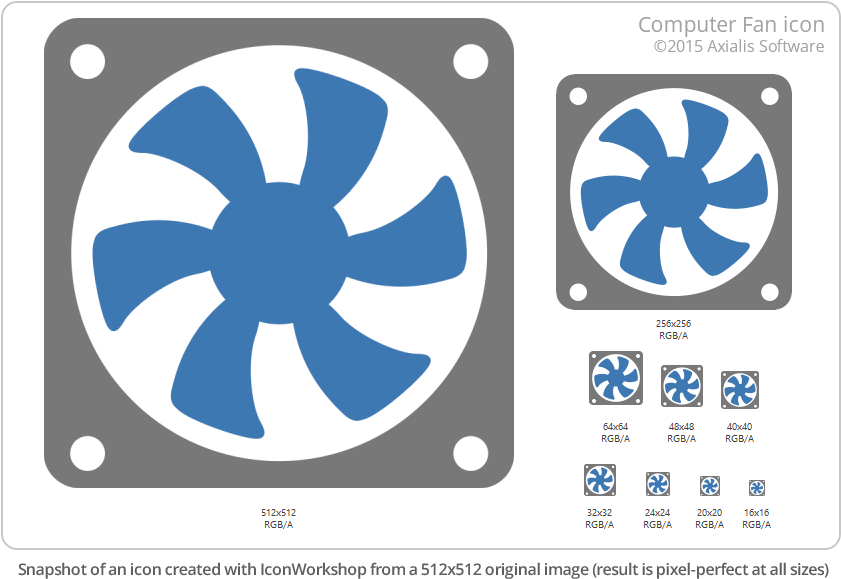 Computer Fan icon
©2015 Axialis Software
512x512
RGB/A
256x256
RGB/A
64x64
RGB/A
48x48
RGB/A
40x40
RGB/A
32x32
RGB/A
24x24
RGB/A
20x20
RGB/A
16x16
RGB/A
Snapshot of an icon created with IconWorkshop from a 512x512 original image (result is pixel-perfect at all sizes)